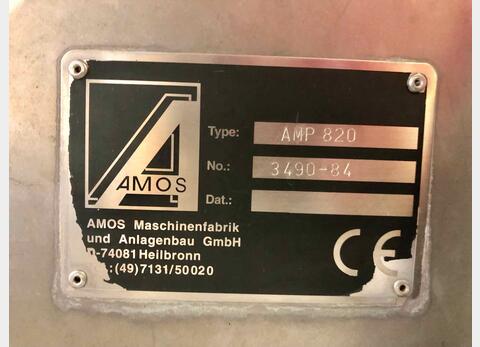 AMOS
Type: AMP 820
No.: 3490-84
Dat.:
AMOS Maschinenfabrik
und Anlagenbau GmbH
-74081 Heilbronn
.:(49)7131/50020
CE